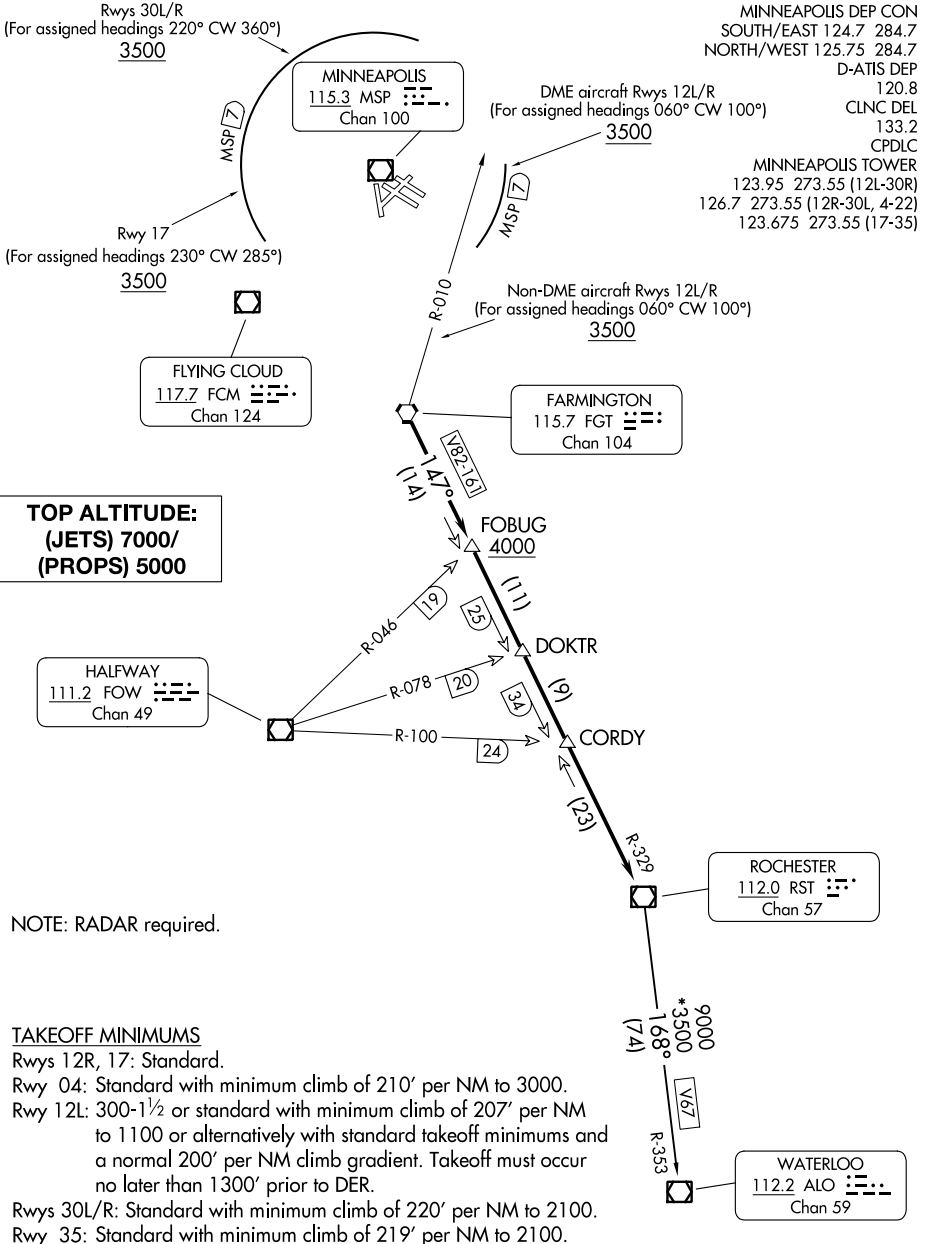 Rwys 30L/R
(For assigned headings 220° CW 360°)
3500
MINNEAPOLIS DEP CON
SOUTH/EAST 124.7 284.7
NORTH/WEST 125.75 284.7
D-ATIS DEP
120.8
CLNC DEL
133.2
CPDLC
MINNEAPOLIS TOWER
123.95 273.55 (12L-30R)
126.7 273.55 (12R-30L, 4-22)
123.675 273.55 (17-35)
MINNEAPOLIS
115.3 MSP
Chan 100
MSP 7
DME aircraft Rwys 12L/R
(For assigned headings 060° CW 100°)
3500
MSP 7
Rwy 17
(For assigned headings 230° CW 285°)
3500
R-010
Non-DME aircraft Rwys 12L/R
(For assigned headings 060° CW 100°)
3500
FLYING CLOUD
117.7 FCM
Chan 124
FARMINGTON
115.7 FGT
Chan 104
V82-161
147°
(14)
TOP ALTITUDE:
(JETS) 7000/
(PROPS) 5000
FOBUG
4000
(11)
R-046
19
25
DOKTR
R-078
20
(9)
34
HALFWAY
111.2 FOW
Chan 49
R-100
24
CORDY
(23)
R-329
ROCHESTER
112.0 RST
Chan 57
NOTE: RADAR required.
9000
*3500
168°
(74)
V67
R-353
WATERLOO
112.2 ALO
Chan 59
TAKEOFF MINIMUMS
Rwys 12R, 17: Standard.
Rwy 04: Standard with minimum climb of 210' per NM to 3000.
Rwy 12L: 300-1½ or standard with minimum climb of 207' per NM
to 1100 or alternatively with standard takeoff minimums and
a normal 200' per NM climb gradient. Takeoff must occur
no later than 1300' prior to DER.
Rwys 30L/R: Standard with minimum climb of 220' per NM to 2100.
Rwy 35: Standard with minimum climb of 219' per NM to 2100.